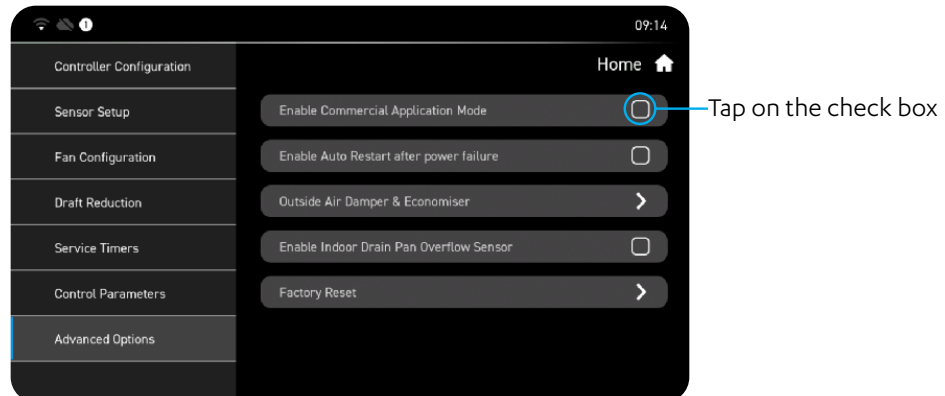 09:14
Home
Controller Configuration
Sensor Setup
Fan Configuration
Draft Reduction
Service Timers
Control Parameters
Advanced Options
Enable Commercial Application Mode
Enable Auto Restart after power failure
Outside Air Damper & Economiser
Enable Indoor Drain Pan Overflow Sensor
Factory Reset
Tap on the check box